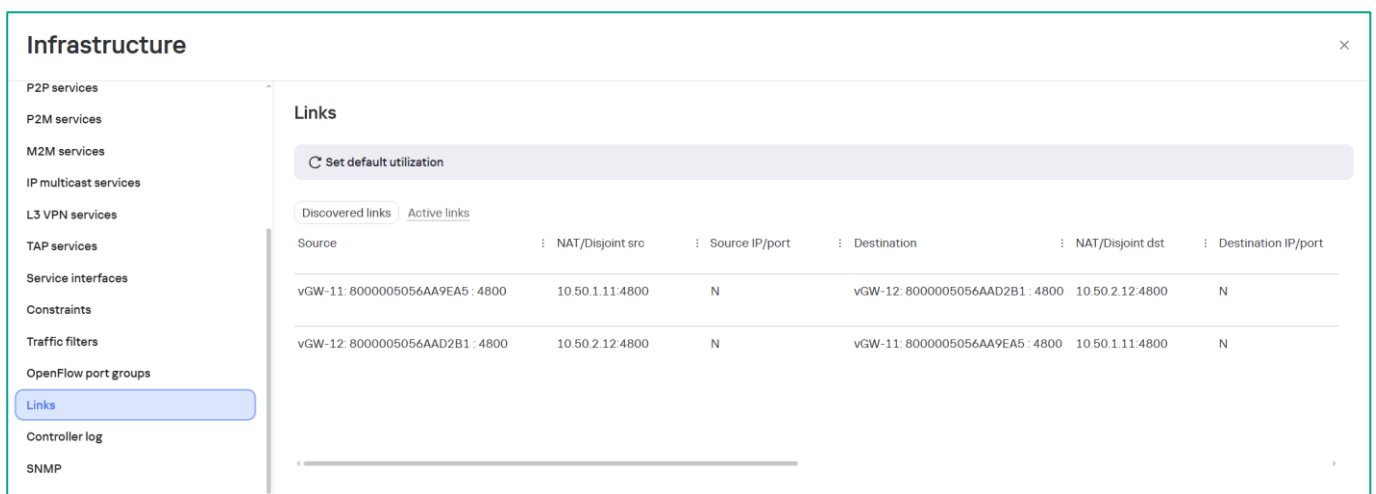 Infrastructure
P2P services
P2M services
M2M services
IP multicast services
L3 VPN services
TAP services
Service interfaces
Constraints
Traffic filters
OpenFlow port groups
Links
Controller log
SNMP
Links
Set default utilization
Discovered links Active links
Source NAT/Disjoint src Source IP/port Destination NAT/Disjoint dst Destination IP/port
vGW-11: 8000005056AA9EA5 : 4800 10.50.1.11:4800 N vGW-12: 8000005056AAD2B1 : 4800 10.50.2.12:4800 N
vGW-12: 8000005056AAD2B1 : 4800 10.50.2.12:4800 N vGW-11: 8000005056AA9EA5 : 4800 10.50.1.11:4800 N